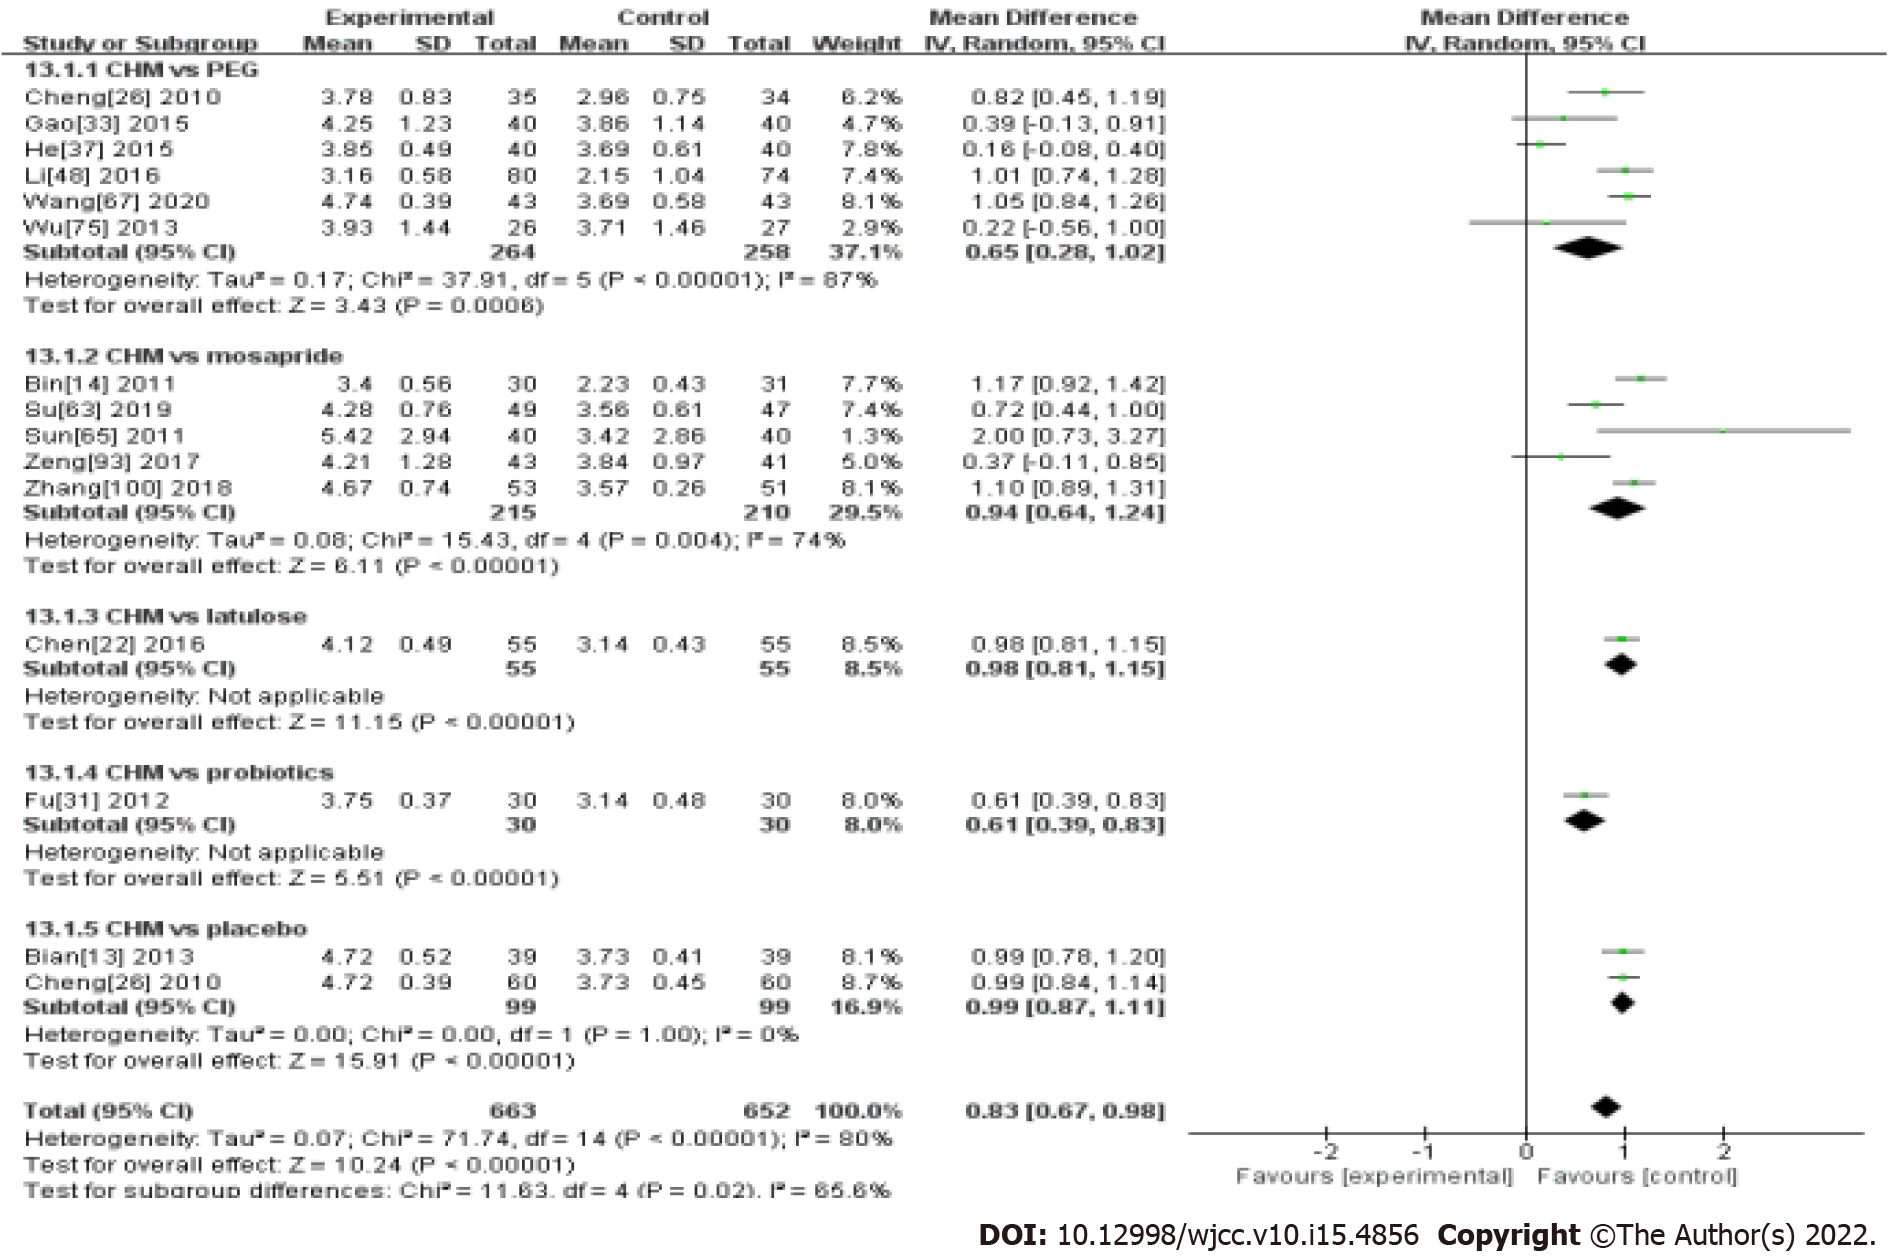 Experimental Control Mean Difference Mean Difference
Study or Subgroup Mean SD Total Mean SD Total Weight IV, Random, 95% CI IV, Random, 95% CI
13.1.1 CHM vs PEG
Cheng[26] 2010 3.78 0.83 35 2.96 0.75 34 6.2% 0.82 [0.45, 1.19]
Gao[33] 2015 4.25 1.23 40 3.86 1.14 40 4.7% 0.39 [-0.13, 0.91]
He[37] 2015 3.85 0.49 40 3.69 0.61 40 7.8% 0.16 [-0.08, 0.40]
Li[48] 2016 3.16 0.58 80 2.15 1.04 74 7.4% 1.01 [0.74, 1.28]
Wang[67] 2020 4.74 0.39 43 3.69 0.58 43 8.1% 1.05 [0.84, 1.26]
Wu[75] 2013 3.93 1.44 26 3.71 1.46 27 2.9% 0.22 [-0.56, 1.00]
Subtotal (95% CI) 264 258 37.1% 0.65 [0.28, 1.02]
Heterogeneity: Tau² = 0.17; Chi² = 37.91, df = 5 (P < 0.00001); I² = 87%
Test for overall effect: Z = 3.43 (P = 0.0006)
13.1.2 CHM vs mosapride
Bin[14] 2011 3.4 0.56 30 2.23 0.43 31 7.7% 1.17 [0.92, 1.42]
Su[63] 2019 4.28 0.76 49 3.56 0.61 47 7.4% 0.72 [0.44, 1.00]
Sun[65] 2011 5.42 2.94 40 3.42 2.86 40 1.3% 2.00 [0.73, 3.27]
Zeng[93] 2017 4.21 1.28 43 3.84 0.97 41 5.0% 0.37 [-0.11, 0.85]
Zhang[100] 2018 4.67 0.74 53 3.57 0.26 51 8.1% 1.10 [0.89, 1.31]
Subtotal (95% CI) 215 210 29.5% 0.94 [0.64, 1.24]
Heterogeneity: Tau² = 0.08; Chi² = 15.43, df = 4 (P = 0.004); I² = 74%
Test for overall effect: Z = 6.11 (P < 0.00001)
13.1.3 CHM vs latulose
Chen[22] 2016 4.12 0.49 55 3.14 0.43 55 8.5% 0.98 [0.81, 1.15]
Subtotal (95% CI) 55 55 8.5% 0.98 [0.81, 1.15]
Heterogeneity: Not applicable
Test for overall effect: Z = 11.15 (P < 0.00001)
13.1.4 CHM vs probiotics
Fu[31] 2012 3.75 0.37 30 3.14 0.48 30 8.0% 0.61 [0.39, 0.83]
Subtotal (95% CI) 30 30 8.0% 0.61 [0.39, 0.83]
Heterogeneity: Not applicable
Test for overall effect: Z = 5.51 (P < 0.00001)
13.1.5 CHM vs placebo
Bian[13] 2013 4.72 0.52 39 3.73 0.41 39 8.1% 0.99 [0.78, 1.20]
Cheng[26] 2010 4.72 0.39 60 3.73 0.45 60 8.7% 0.99 [0.84, 1.14]
Subtotal (95% CI) 99 99 16.9% 0.99 [0.87, 1.11]
Heterogeneity: Tau² = 0.00; Chi² = 0.00, df = 1 (P = 1.00); I² = 0%
Test for overall effect: Z = 15.91 (P < 0.00001)
Total (95% CI) 663 652 100.0% 0.83 [0.67, 0.98]
Heterogeneity: Tau² = 0.07; Chi² = 71.74, df = 14 (P < 0.00001); I² = 80%
Test for overall effect: Z = 10.24 (P < 0.00001)
Test for subgroup differences: Chi² = 11.63. df = 4 (P = 0.02). I² = 65.6%
-2 -1 0 1 2
Favours [experimental] Favours [control]
DOI: 10.12998/wjcc.v10.i15.4856 Copyright ©The Author(s) 2022.